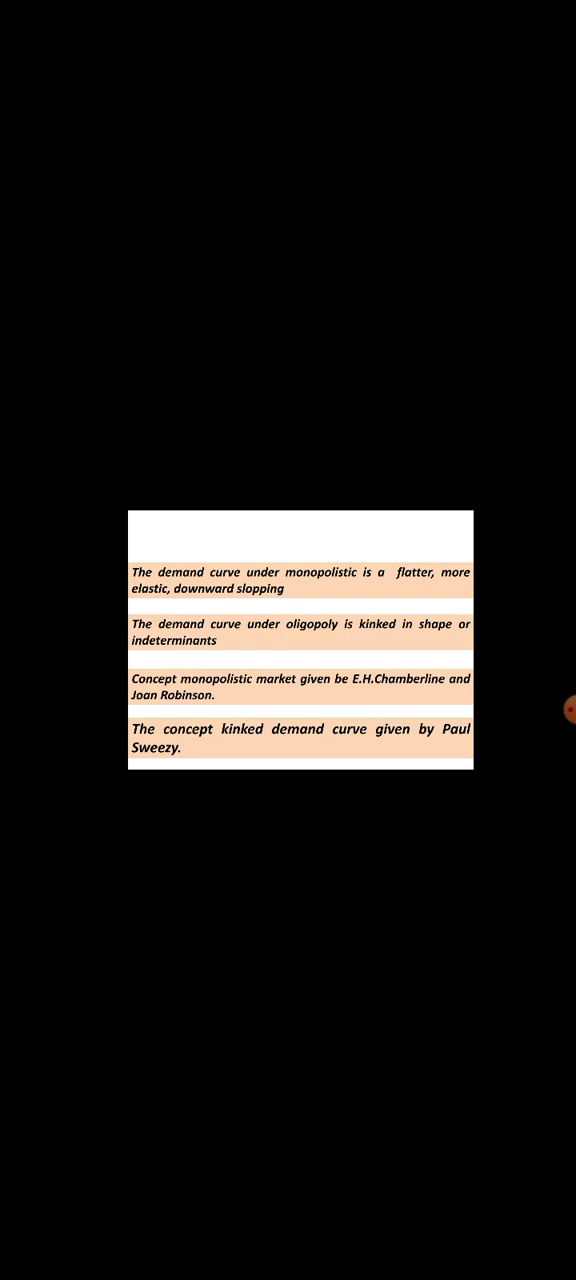 The demand curve under monopolistic is a flatter, more
elastic, downward slopping
The demand curve under oligopoly is kinked in shape or
indeterminants
Concept monopolistic market given be E.H.Chamberline and
Joan Robinson.
The concept kinked demand curve given by Paul
Sweezy.